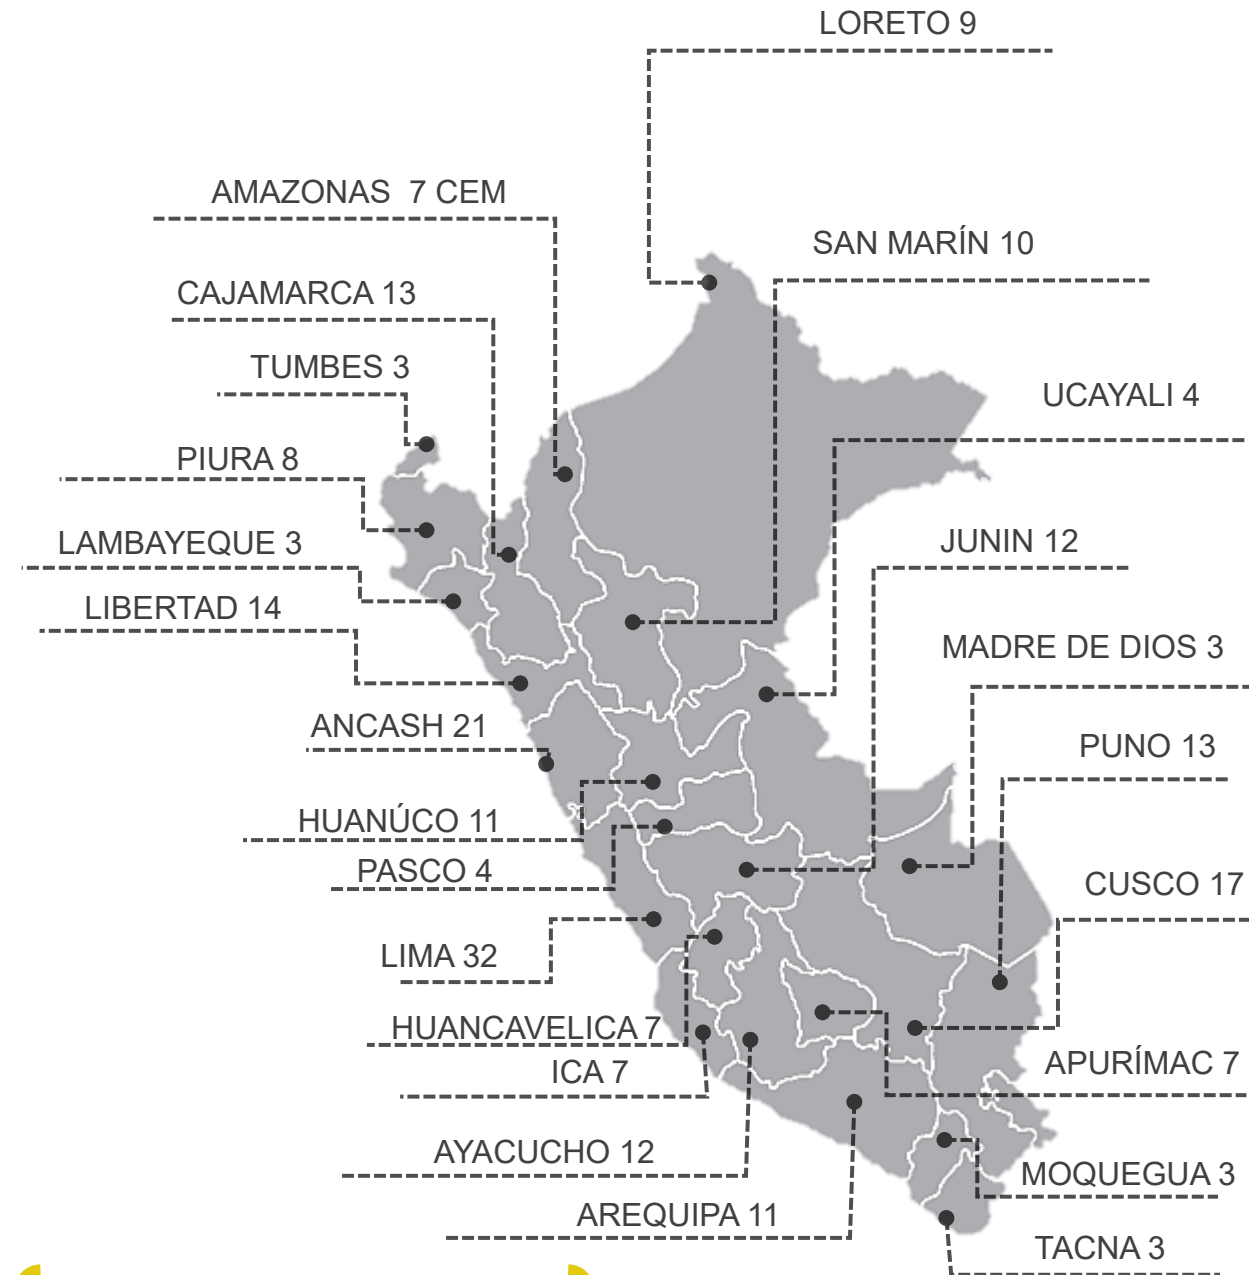 LORETO 9
AMAZONAS 7 CEM
SAN MARÍN 10
CAJAMARCA 13
TUMBES 3
UCAYALI 4
PIURA 8
LAMBAYEQUE 3
JUNIN 12
LIBERTAD 14
MADRE DE DIOS 3
ANCASH 21
PUNO 13
HUANÚCO 11
PASCO 4
CUSCO 17
LIMA 32
HUANCAVELICA 7
ICA 7
APURÍMAC 7
AYACUCHO 12
MOQUEGUA 3
AREQUIPA 11
TACNA 3